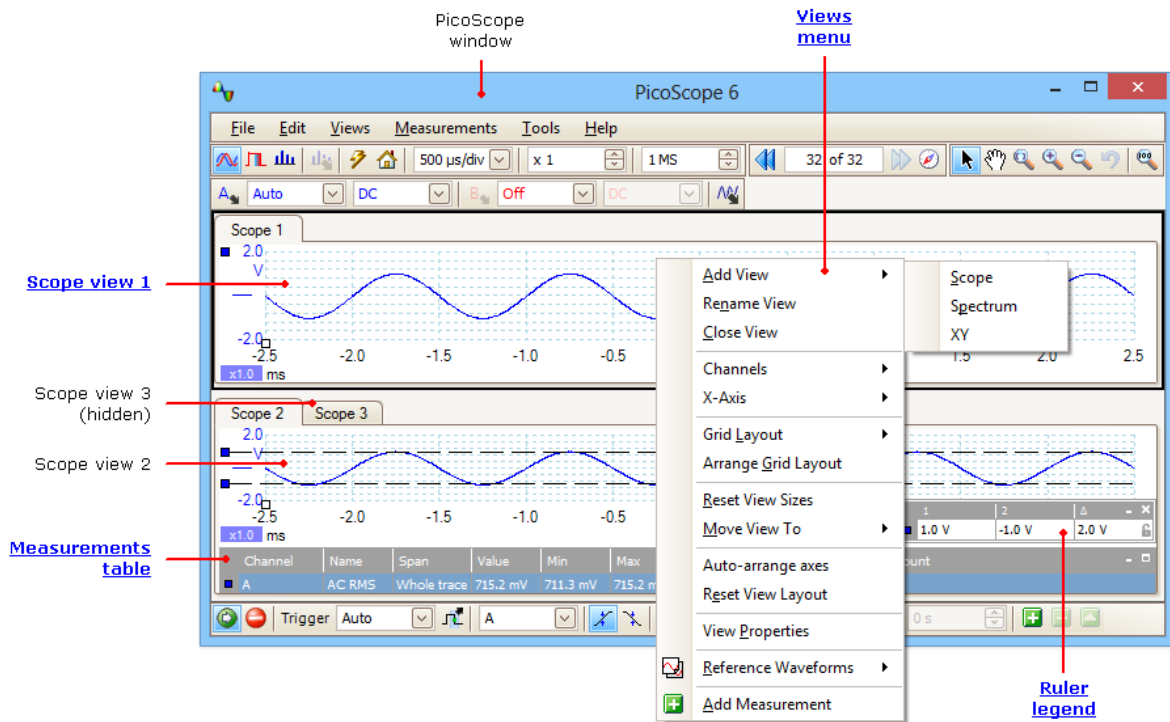 PicoScope
window
Views
menu
PicoScope 6
File Edit Views Measurements Tools Help
500 µs/div x 1 1 MS 32 of 32
A Auto DC B Off DC
Scope 1
2.0
V
-2.0
-2.5 -2.0 -1.5 -1.0 -0.5 1.5 2.0 2.5
x1.0 ms
Scope view 1
Add View
Rename View
Close View
Channels
X-Axis
Grid Layout
Arrange Grid Layout
Reset View Sizes
Move View To
Auto-arrange axes
Reset View Layout
View Properties
Reference Waveforms
Add Measurement
Scope
Spectrum
XY
Scope view 3
(hidden)
Scope 2 Scope 3
2.0
V
-2.0
-2.5 -2.0 -1.5 -1.0 -0.5
x1.0 ms
Scope view 2
1 2 Δ
1.0 V -1.0 V 2.0 V
Measurements
table
Channel Name Span Value Min Max
A AC RMS Whole trace 715.2 mV 711.3 mV 715.2
Trigger Auto A 0 s
Ruler
legend